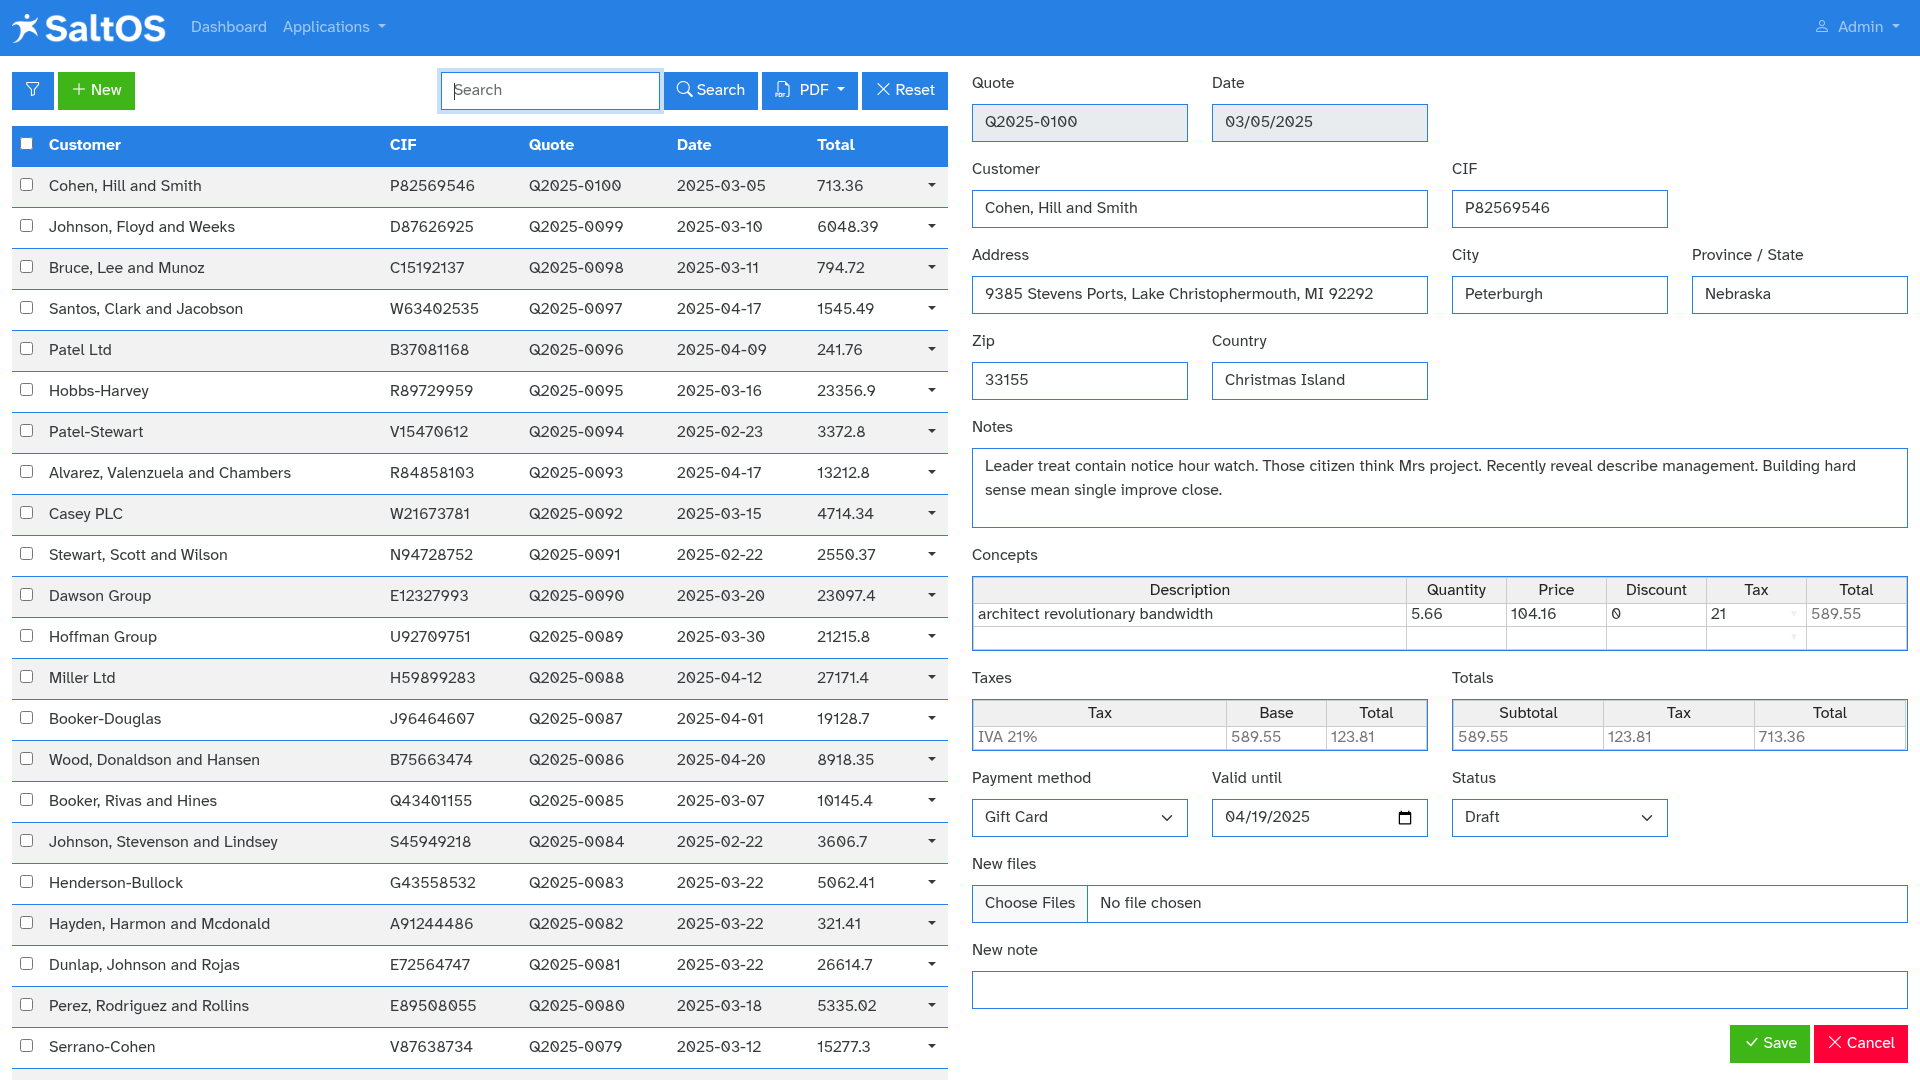 SaltOS Dashboard Applications Admin
New Search Search PDF Reset
Customer CIF Quote Date Total
Cohen, Hill and Smith P82569546 Q2025-0100 2025-03-05 713.36
Johnson, Floyd and Weeks D87626925 Q2025-0099 2025-03-10 6048.39
Bruce, Lee and Munoz C15192137 Q2025-0098 2025-03-11 794.72
Santos, Clark and Jacobson W63402535 Q2025-0097 2025-04-17 1545.49
Patel Ltd B37081168 Q2025-0096 2025-04-09 241.76
Hobbs-Harvey R89729959 Q2025-0095 2025-03-16 23356.9
Patel-Stewart V15470612 Q2025-0094 2025-02-23 3372.8
Alvarez, Valenzuela and Chambers R84858103 Q2025-0093 2025-04-17 13212.8
Casey PLC W21673781 Q2025-0092 2025-03-15 4714.34
Stewart, Scott and Wilson N94728752 Q2025-0091 2025-02-22 2550.37
Dawson Group E12327993 Q2025-0090 2025-03-20 23097.4
Hoffman Group U92709751 Q2025-0089 2025-03-30 21215.8
Miller Ltd H59899283 Q2025-0088 2025-04-12 27171.4
Booker-Douglas J96464607 Q2025-0087 2025-04-01 19128.7
Wood, Donaldson and Hansen B75663474 Q2025-0086 2025-04-20 8918.35
Booker, Rivas and Hines Q43401155 Q2025-0085 2025-03-07 10145.4
Johnson, Stevenson and Lindsey S45949218 Q2025-0084 2025-02-22 3606.7
Henderson-Bullock G43558532 Q2025-0083 2025-03-22 5062.41
Hayden, Harmon and Mcdonald A91244486 Q2025-0082 2025-03-22 321.41
Dunlap, Johnson and Rojas E72564747 Q2025-0081 2025-03-22 26614.7
Perez, Rodriguez and Rollins E89508055 Q2025-0080 2025-03-18 5335.02
Serrano-Cohen V87638734 Q2025-0079 2025-03-12 15277.3
Quote Date
Q2025-0100 03/05/2025
Customer CIF
Cohen, Hill and Smith P82569546
Address City Province / State
9385 Stevens Ports, Lake Christophermouth, MI 92292 Peterburgh Nebraska
Zip Country
33155 Christmas Island
Notes
Leader treat contain notice hour watch. Those citizen think Mrs project. Recently reveal describe management. Building hard
sense mean single improve close.
Concepts
Description Quantity Price Discount Tax Total
architect revolutionary bandwidth 5.66 104.16 0 21 589.55
Taxes Totals
Tax Base Total Subtotal Tax Total
IVA 21% 589.55 123.81 589.55 123.81 713.36
Payment method Valid until Status
Gift Card 04/19/2025 Draft
New files
Choose Files No file chosen
New note
Save Cancel